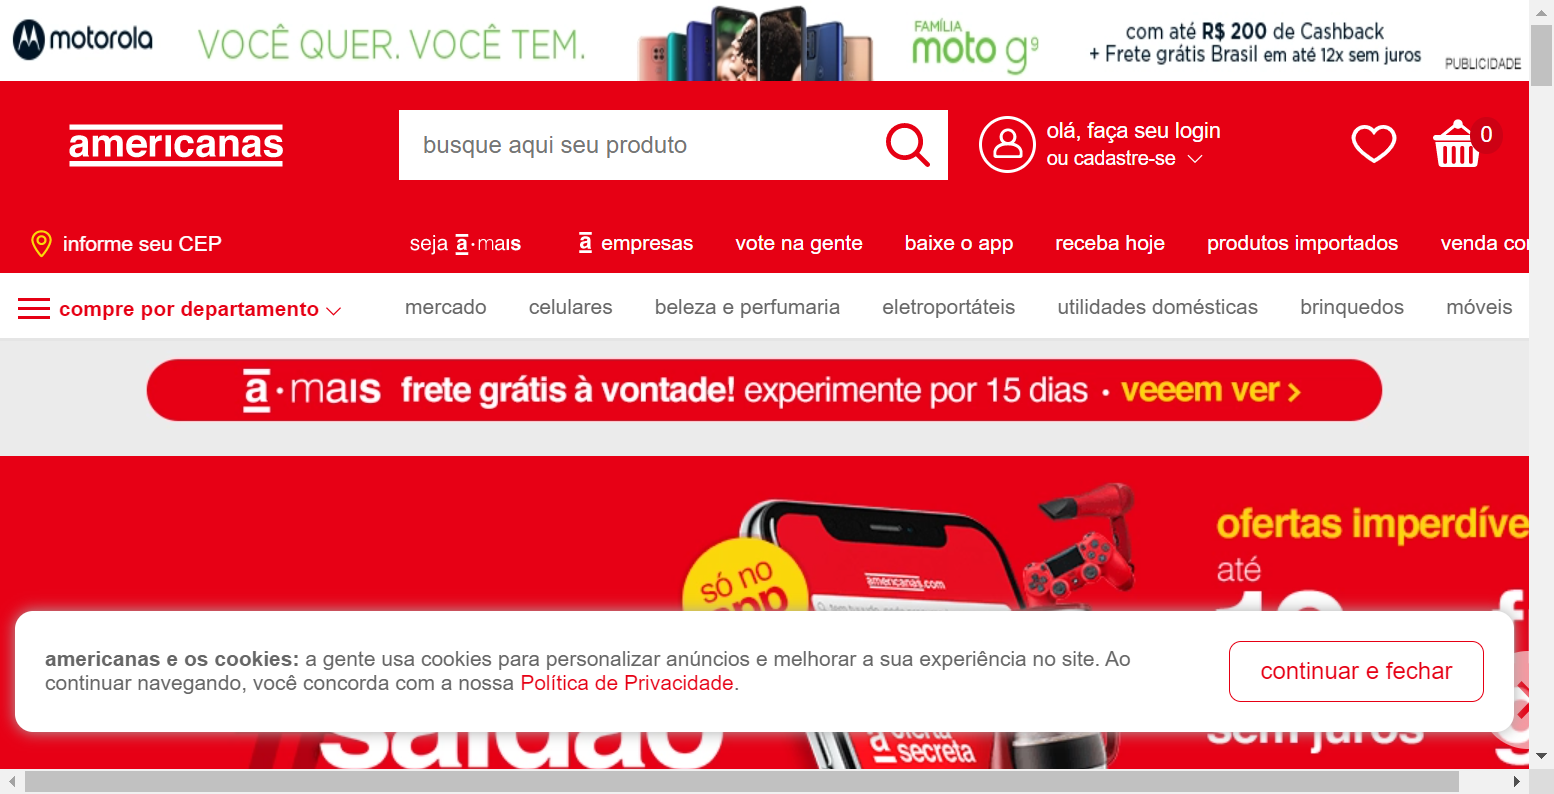 motorola
VOCÊ QUER. VOCÊ TEM.
FAMÍLIA
moto g9
com até R$ 200 de Cashback
+ Frete grátis Brasil em até 12x sem juros
PUBLICIDADE
americanas
busque aqui seu produto
olá, faça seu login
ou cadastre-se
0
informe seu CEP
seja a·mais
a empresas
vote na gente
baixe o app
receba hoje
produtos importados
venda
compre por departamento
mercado
celulares
beleza e perfumaria
eletroportáteis
utilidades domésticas
brinquedos
móveis
a·mais frete grátis à vontade! experimente por 15 dias · veeem ver >
ofertas
até
só no
app
americanas.com
americanas e os cookies: a gente usa cookies para personalizar anúncios e melhorar a sua experiência no site. Ao
continuar navegando, você concorda com a nossa Política de Privacidade.
continuar e fechar
saldão
a oferta
secreta
sem juros